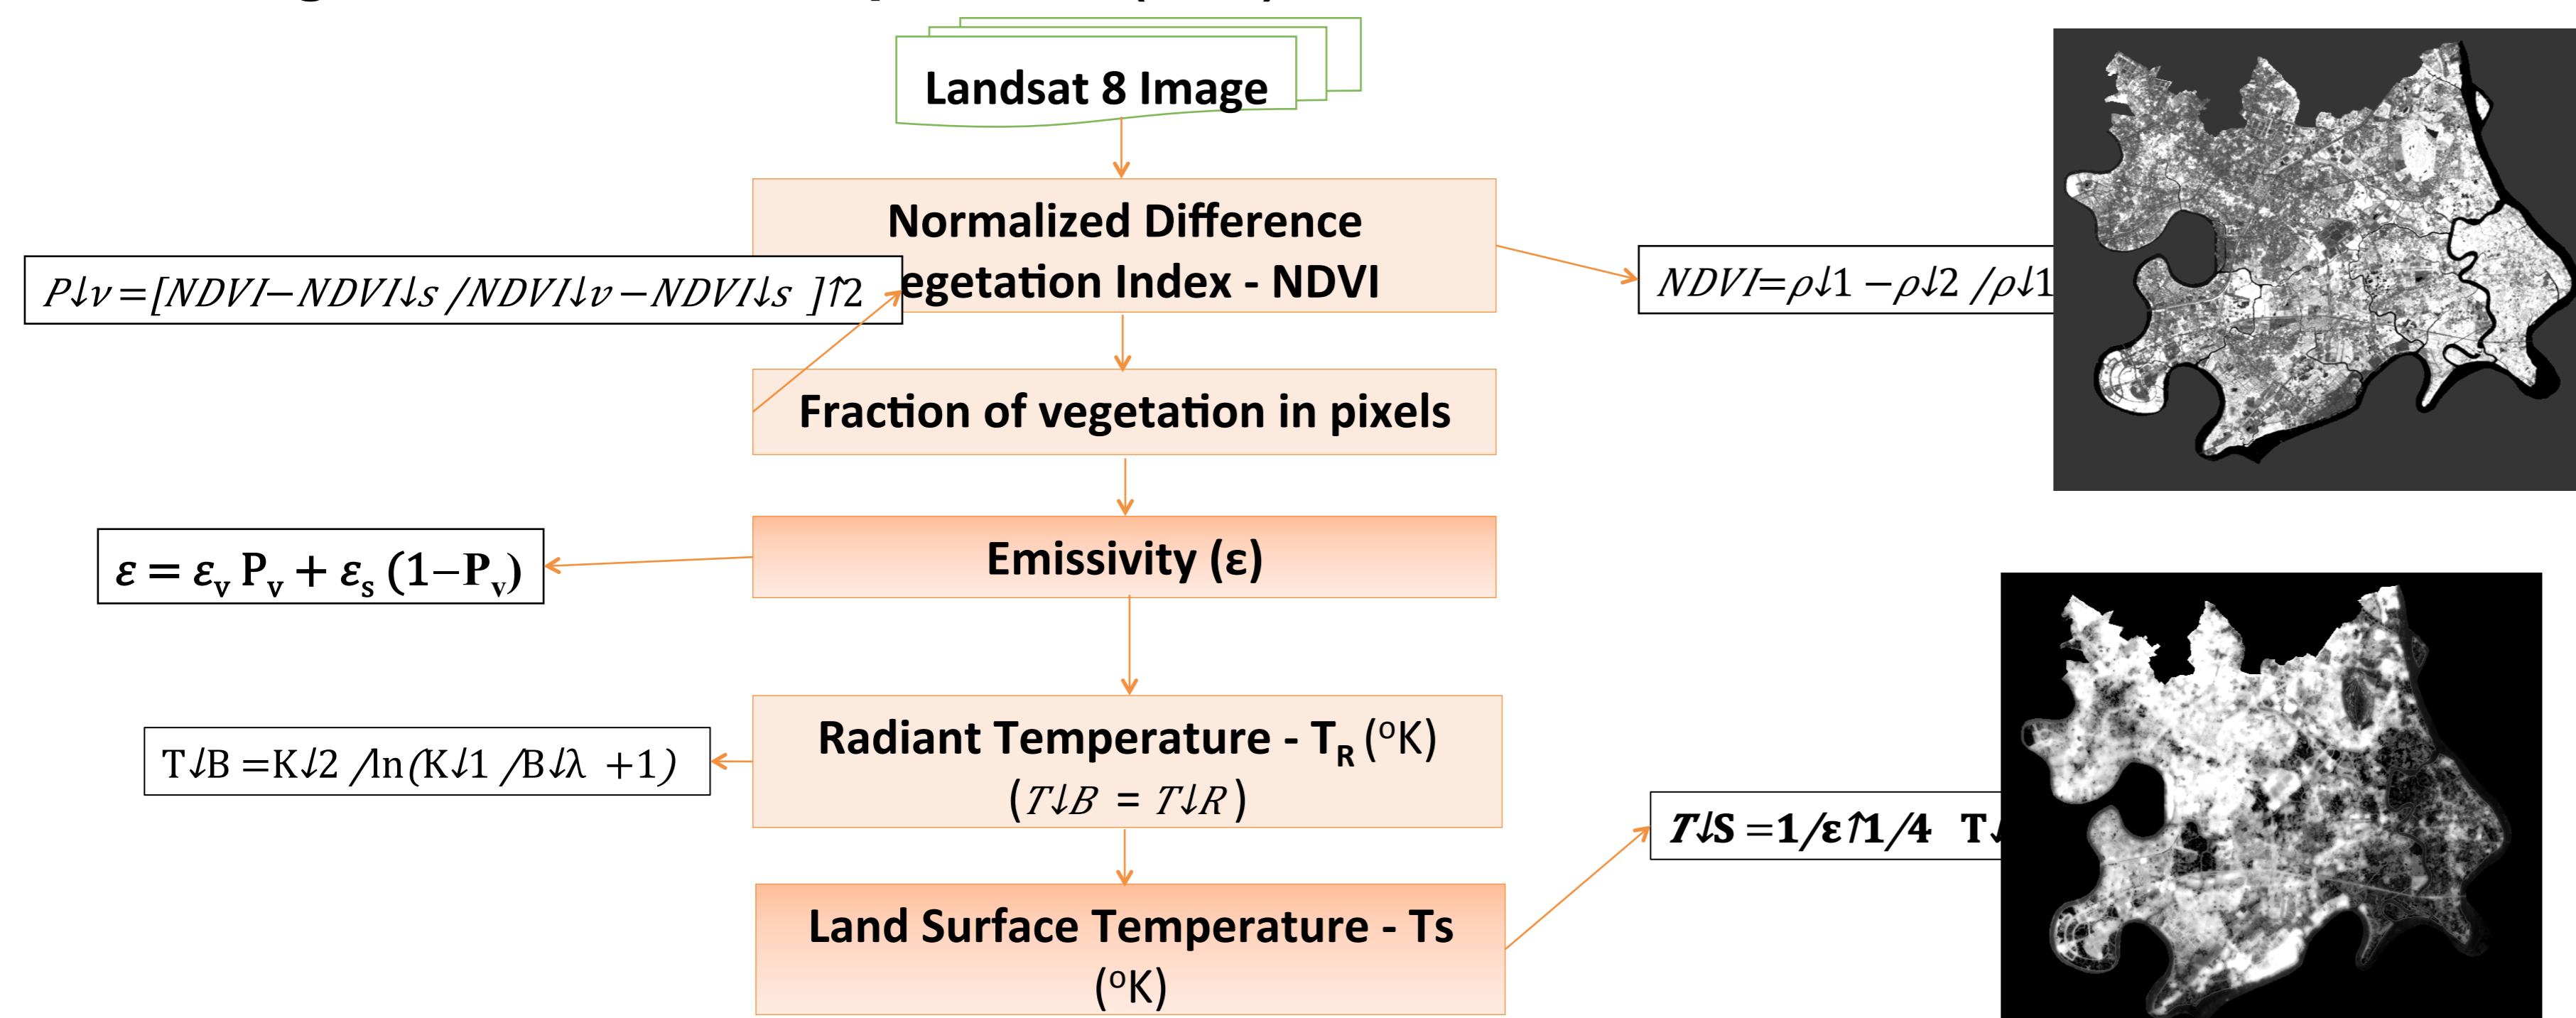 Landsat 8 Image
Normalized Difference
egetation Index - NDVI
P↓v=[NDVI−NDVI↓s /NDVI↓v −NDVI↓s ]↑2
NDVI=ρ↓1 −ρ↓2 /ρ↓1
Fraction of vegetation in pixels
Emissivity (ε)
ε = εv Pv + εs (1−Pv)
Radiant Temperature - TR (oK)
(T↓B = T↓R )
T↓B =K↓2 /ln(K↓1 /B↓λ +1)
T↓S =1/ε↑1/4 T↓
Land Surface Temperature - Ts
(oK)